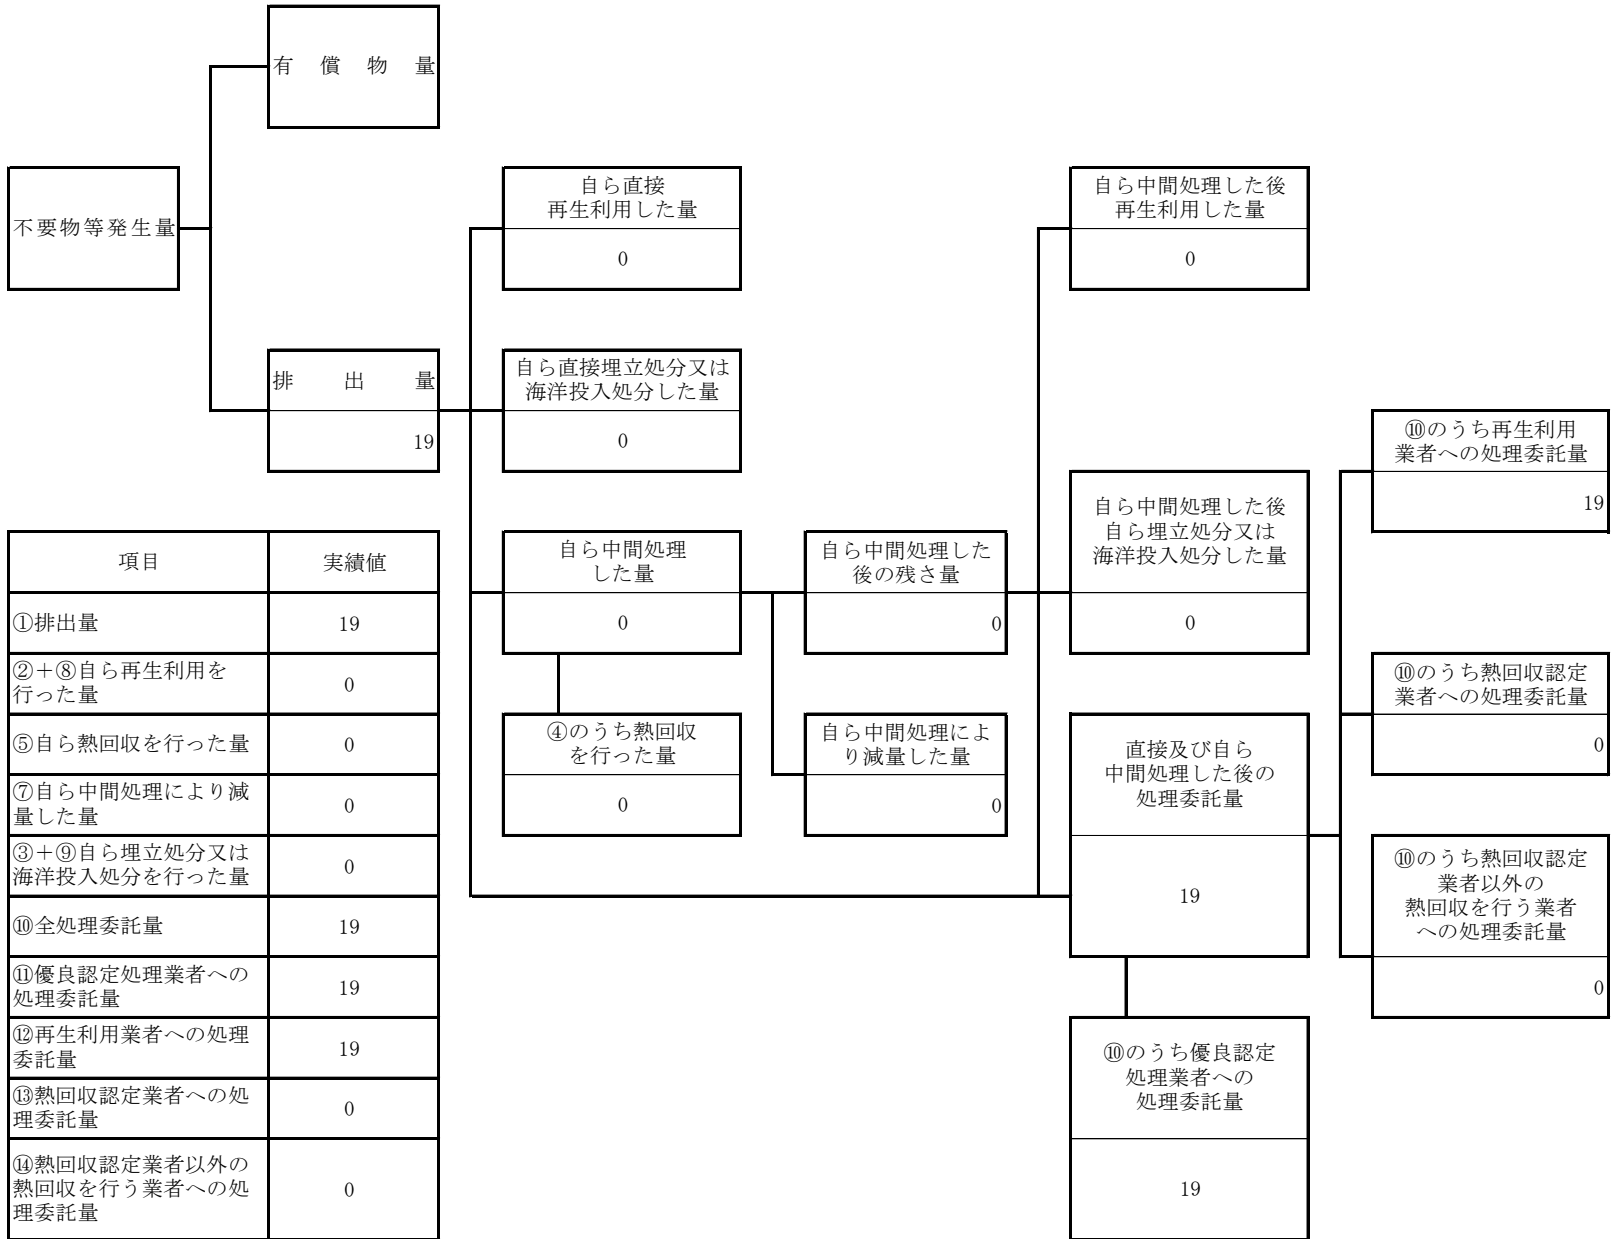 有償物量
不要物等発生量
排出量
19
自ら直接
再生利用した量
0
自ら直接埋立処分又は
海洋投入処分した量
0
自ら中間処理
した量
0
④のうち熱回収
を行った量
0
自ら中間処理した
後の残さ量
0
自ら中間処理によ
り減量した量
0
自ら中間処理した後
再生利用した量
0
自ら中間処理した後
自ら埋立処分又は
海洋投入処分した量
0
直接及び自ら
中間処理した後の
処理委託量
19
⑩のうち優良認定
処理業者への
処理委託量
19
⑩のうち再生利用
業者への処理委託量
19
⑩のうち熱回収認定
業者への処理委託量
0
⑩のうち熱回収認定
業者以外の
熱回収を行う業者
への処理委託量
0
項目 実績値
①排出量 19
②+⑧自ら再生利用を
行った量 0
⑤自ら熱回収を行った量 0
⑦自ら中間処理により減
量した量 0
③+⑨自ら埋立処分又は
海洋投入処分を行った量 0
⑩全処理委託量 19
⑪優良認定処理業者への
処理委託量 19
⑫再生利用業者への処理
委託量 19
⑬熱回収認定業者への処
理委託量 0
⑭熱回収認定業者以外の
熱回収を行う業者への処
理委託量 0